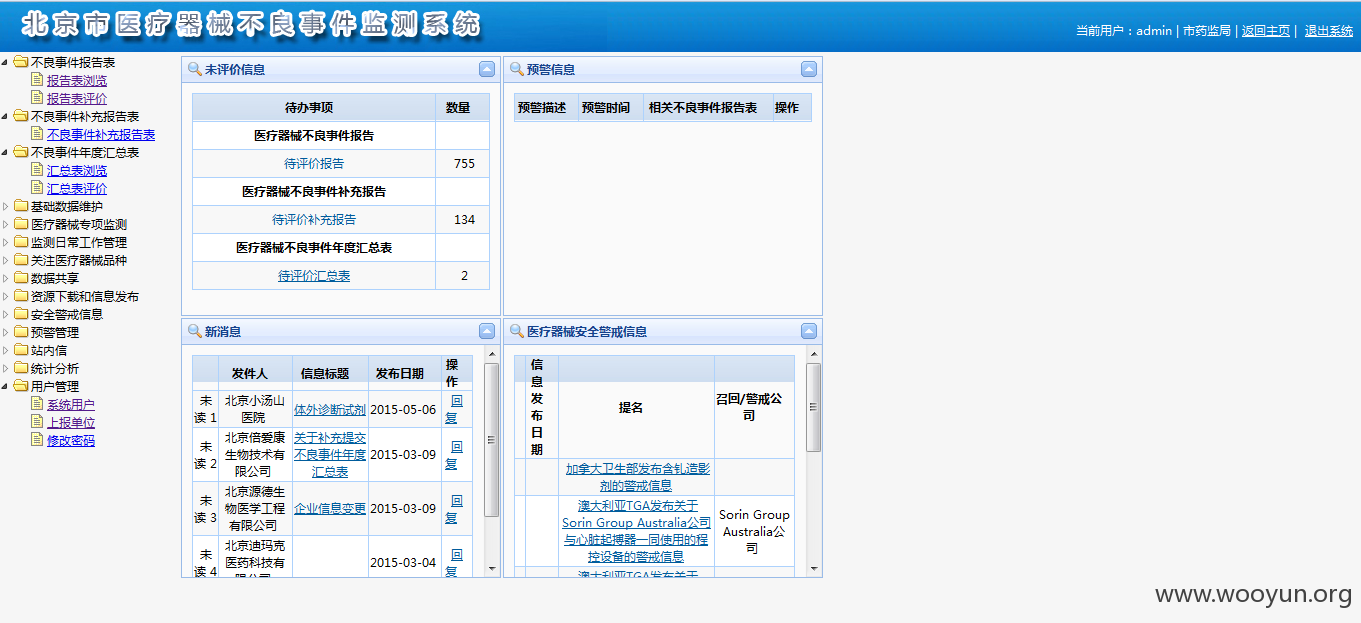 北京市医疗器械不良事件监测系统
当前用户：admin | 市药监局 | 返回主页 | 退出系统
不良事件报告表
报告表浏览
报告表评价
不良事件补充报告表
不良事件补充报告表
不良事件年度汇总表
汇总表浏览
汇总表评价
基础数据维护
医疗器械专项监测
监测日常工作管理
关注医疗器械品种
数据共享
资源下载和信息发布
安全警戒信息
预警管理
站内信
统计分析
用户管理
系统用户
上报单位
修改密码
未评价信息
待办事项 数量
医疗器械不良事件报告
待评价报告 755
医疗器械不良事件补充报告
待评价补充报告 134
医疗器械不良事件年度汇总表
待评价汇总表 2
预警信息
预警描述 预警时间 相关不良事件报告表 操作
新消息
发件人 信息标题 发布日期 操
作
未
读 1
北京小汤山
医院
体外诊断试剂
2015-05-06
回
复
未
读 2
北京倍爱康
生物技术有
限公司
关于补充提交
不良事件年度
汇总表
2015-03-09
回
复
未
读 3
北京源德生
物医学工程
有限公司
企业信息变更
2015-03-09
回
复
未
读 4
北京迪玛克
医药科技有
限公司
2015-03-04
回
复
医疗器械安全警戒信息
信
息
发
布
日
期
提名
召回/警戒公
司
加拿大卫生部发布含钆造影
剂的警戒信息
澳大利亚TGA发布关于
Sorin Group Australia公司
与心脏起搏器一同使用的程
控设备的警戒信息
Sorin Group
Australia公
司
澳大利亚TGA发布关于
www.wooyun.org